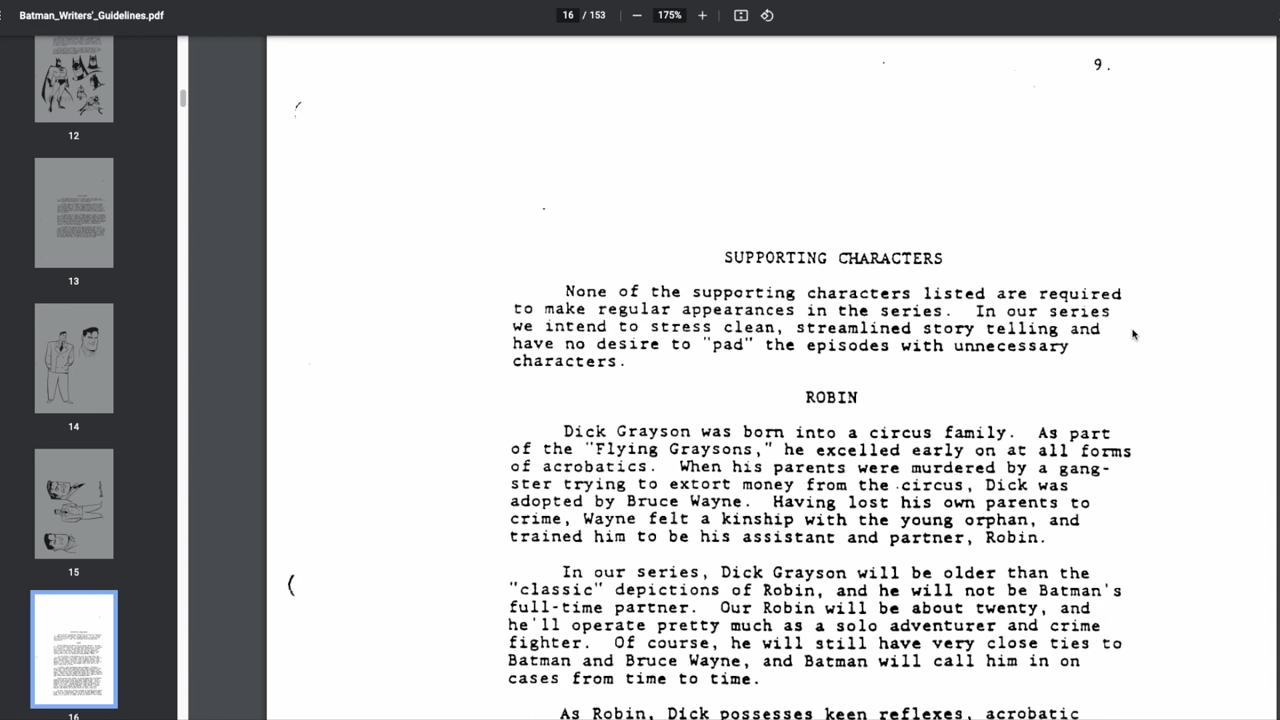 Batman_Writers'_Guidelines.pdf
16 / 153
175%
12
13
14
15
16
9.
SUPPORTING CHARACTERS
None of the supporting characters listed are required
to make regular appearances in the series. In our series
we intend to stress clean, streamlined story telling and
have no desire to "pad" the episodes with unnecessary
characters.
ROBIN
Dick Grayson was born into a circus family. As part
of the "Flying Graysons," he excelled early on at all forms
of acrobatics. When his parents were murdered by a gang-
ster trying to extort money from the circus, Dick was
adopted by Bruce Wayne. Having lost his own parents to
crime, Wayne felt a kinship with the young orphan, and
trained him to be his assistant and partner, Robin.
In our series, Dick Grayson will be older than the
"classic" depictions of Robin, and he will not be Batman's
full-time partner. Our Robin will be about twenty, and
he'll operate pretty much as a solo adventurer and crime
fighter. Of course, he will still have very close ties to
Batman and Bruce Wayne, and Batman will call him in on
cases from time to time.
As Robin, Dick possesses keen reflexes, acrobatic